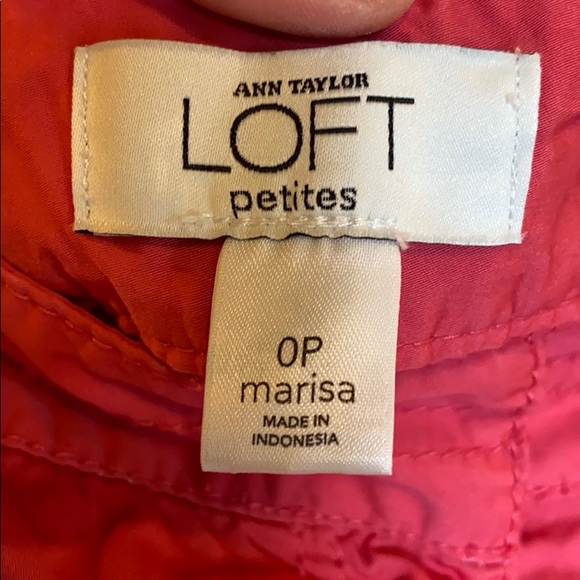 ANN TAYLOR
LOFT
petites
0P
marisa
MADE IN
INDONESIA